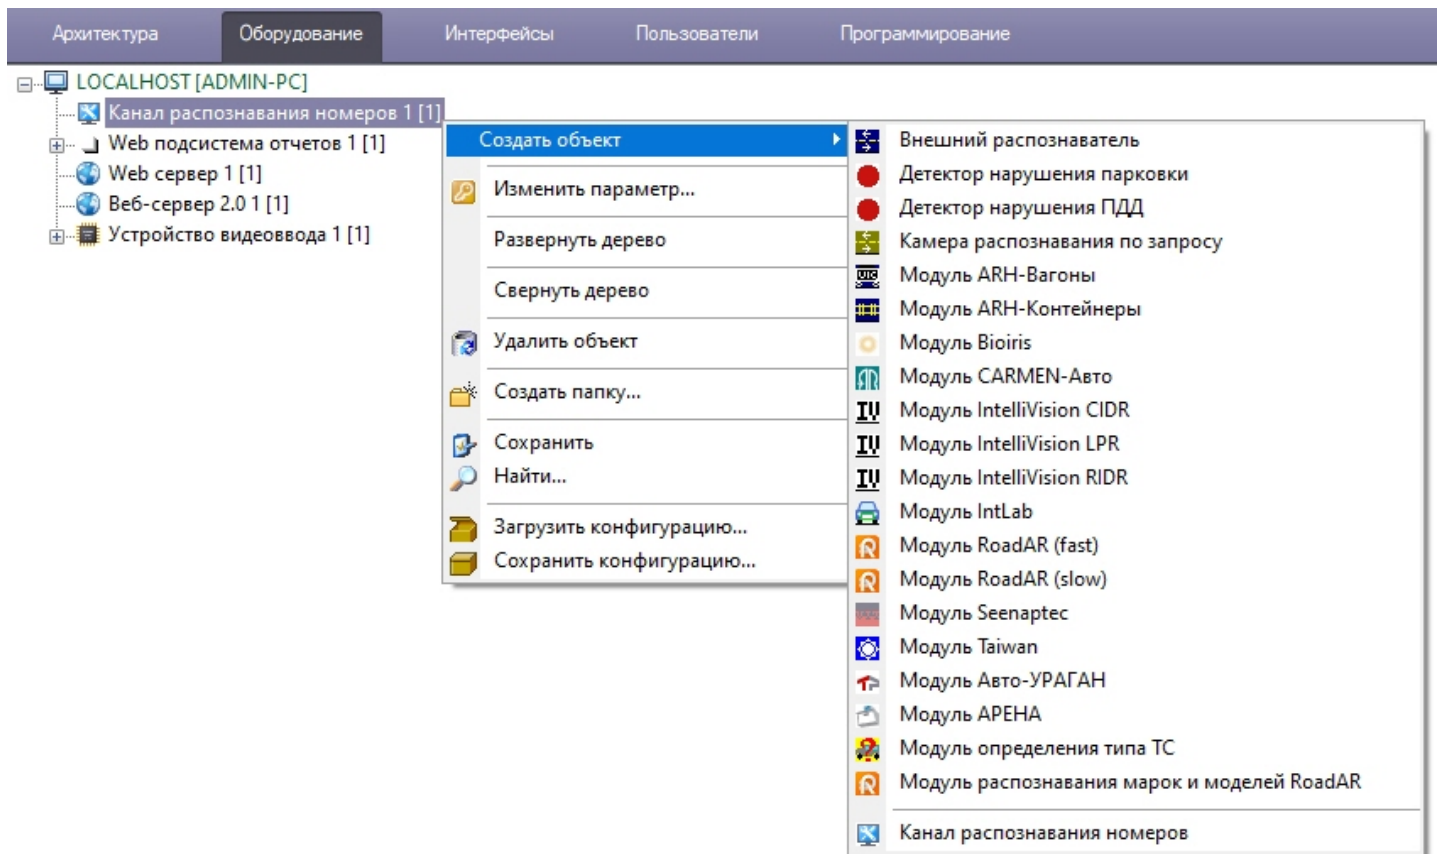 Архитектура Оборудование Интерфейсы Пользователи Программирование
LOCALHOST [ADMIN-PC]
Канал распознавания номеров 1 [1]
Web подсистема отчетов 1 [1]
Web сервер 1 [1]
Веб-сервер 2.0 1 [1]
Устройство видеоввода 1 [1]
Создать объект
Изменить параметр...
Развернуть дерево
Свернуть дерево
Удалить объект
Создать папку...
Сохранить
Найти...
Загрузить конфигурацию...
Сохранить конфигурацию...
Внешний распознаватель
Детектор нарушения парковки
Детектор нарушения ПДД
Камера распознавания по запросу
Модуль ARH-Вагоны
Модуль ARH-Контейнеры
Модуль Bioiris
Модуль CARMEN-Авто
Модуль IntelliVision CIDR
Модуль IntelliVision LPR
Модуль IntelliVision RIDR
Модуль IntLab
Модуль RoadAR (fast)
Модуль RoadAR (slow)
Модуль Seenaptec
Модуль Taiwan
Модуль Авто-УРАГАН
Модуль АРЕНА
Модуль определения типа ТС
Модуль распознавания марок и моделей RoadAR
Канал распознавания номеров